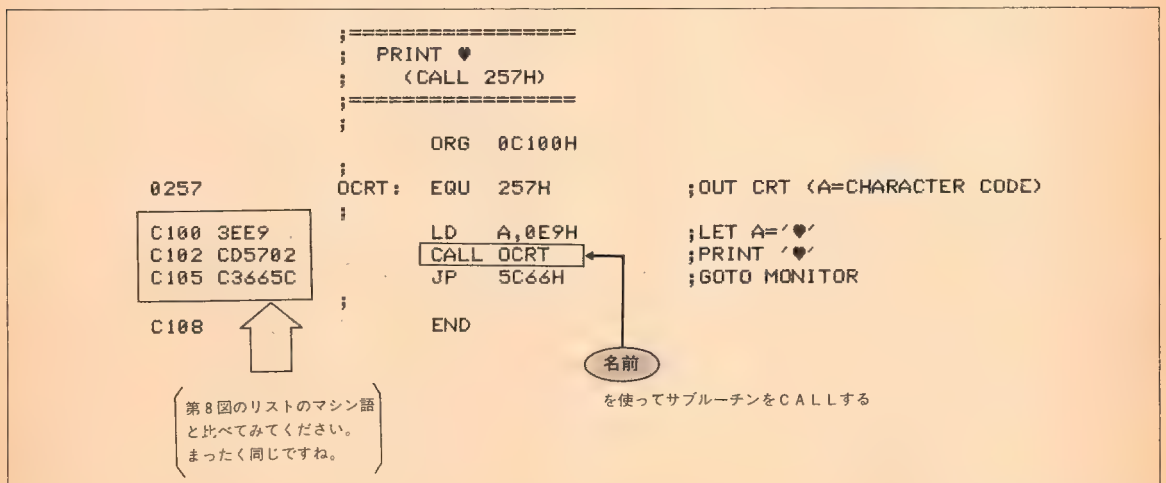 ;==================
; PRINT ♥
; (CALL 257H)
;==================
;
ORG 0C100H
;
0257 OCRT: EQU 257H ;OUT CRT (A=CHARACTER CODE)
;
C100 3EE9 LD A,0E9H ;LET A='♥'
C102 CD5702 CALL OCRT ;PRINT '♥'
C105 C3665C JP 5C66H ;GOTO MONITOR
;
C108 END
名前
を使ってサブルーチンをCALLする
第8図のリストのマシン語
と比べてみてください。
まったく同じですね。